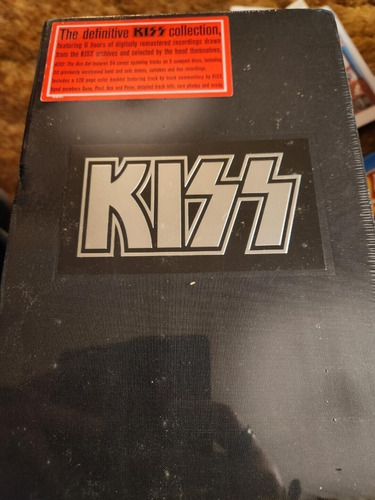 The definitive KISS collection,
featuring 6 hours of digitally remastered recordings drawn
from the KISS archives and selected by the band themselves.
KISS: The Box Set features 94 career spanning tracks on 5 compact discs, including
30 previously unreleased band and solo demos, outtakes and live recordings.
Includes a 120 page color booklet featuring track by track commentary by KISS
band members Gene, Paul, Ace and Peter, detailed track info, rare photos and more.
KISS